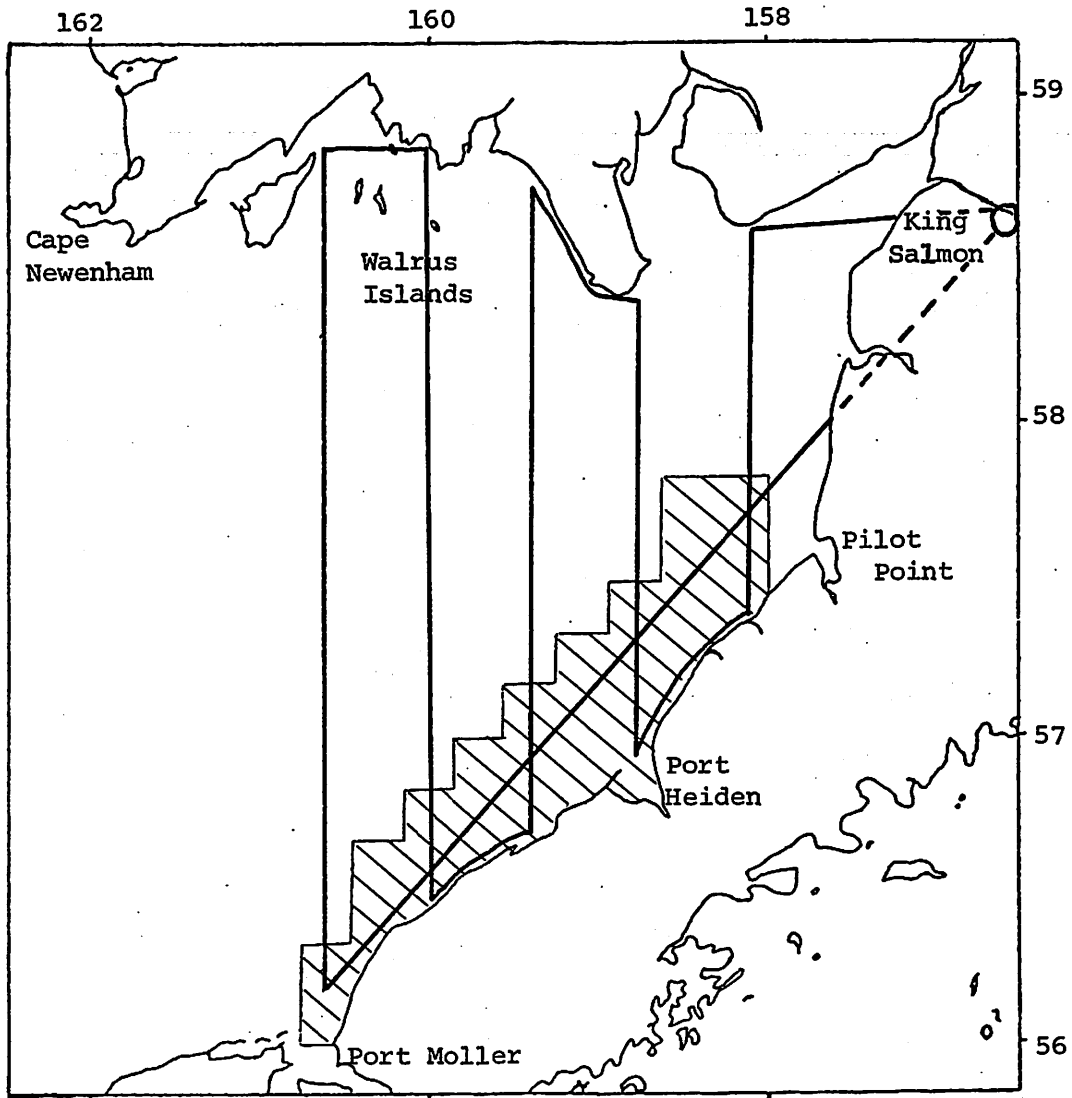 162 160 158
59
King
Salmon
Cape
Newenham
Walrus
Islands
58
Pilot
Point
57
Port
Heiden
56
Port Moller